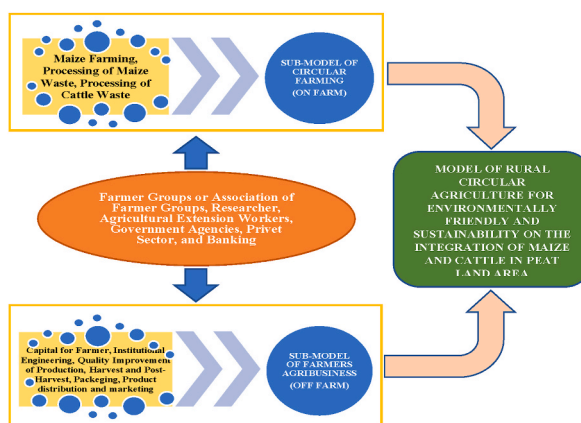 Maize Farming,
Processing of Maize
Waste, Processing of
Cattle Waste
SUB-MODEL OF
CIRCULAR
FARMING
(ON FARM)
Farmer Groups or Association of
Farmer Groups, Researcher,
Agricultural Extension Workers,
Government Agencies, Privet
Sector, and Banking
MODEL OF RURAL
CIRCULAR
AGRICULTURE FOR
ENVIRONMENTALLY
FRIENDLY AND
SUSTAINABILITY ON THE
INTEGRATION OF MAIZE
AND CATTLE IN PEAT
LAND AREA
Capital for Farmer, Institutional
Engineering, Quality Improvement
of Production, Harvest and Post-
Harvest, Packeging, Product
distribution and marketing
SUB-MODEL
OF FARMERS
AGRIBUSINESS
(OFF FARM)